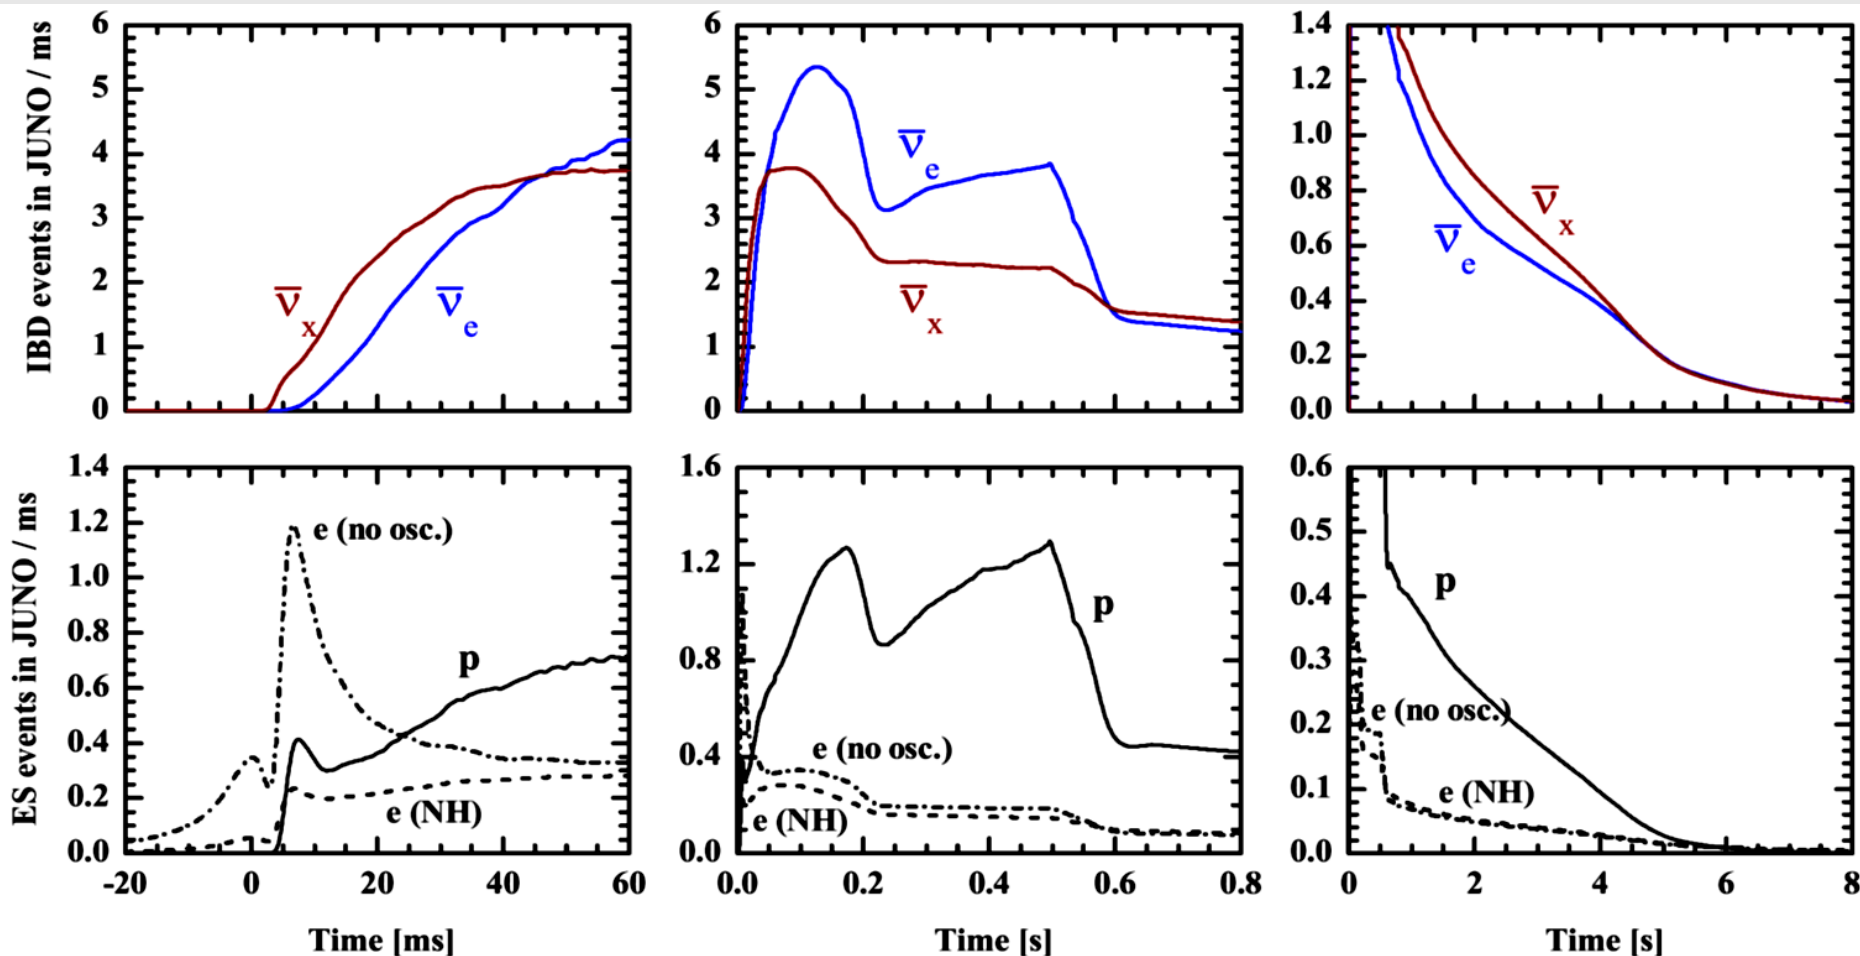 IBD events in JUNO / ms
6
5
4
3
2
1
0
ν̅x
ν̅e
6
5
4
3
2
1
0
ν̅e
ν̅x
1.4
1.2
1.0
0.8
0.6
0.4
0.2
0.0
ν̅x
ν̅e
ES events in JUNO / ms
1.4
1.2
1.0
0.8
0.6
0.4
0.2
0.0
e (no osc.)
p
e (NH)
-20 0 20 40 60
Time [ms]
1.6
1.2
0.8
0.4
0.0
p
e (no osc.)
e (NH)
0.0 0.2 0.4 0.6 0.8
Time [s]
0.6
0.5
0.4
0.3
0.2
0.1
0.0
p
e (no osc.)
e (NH)
0 2 4 6 8
Time [s]